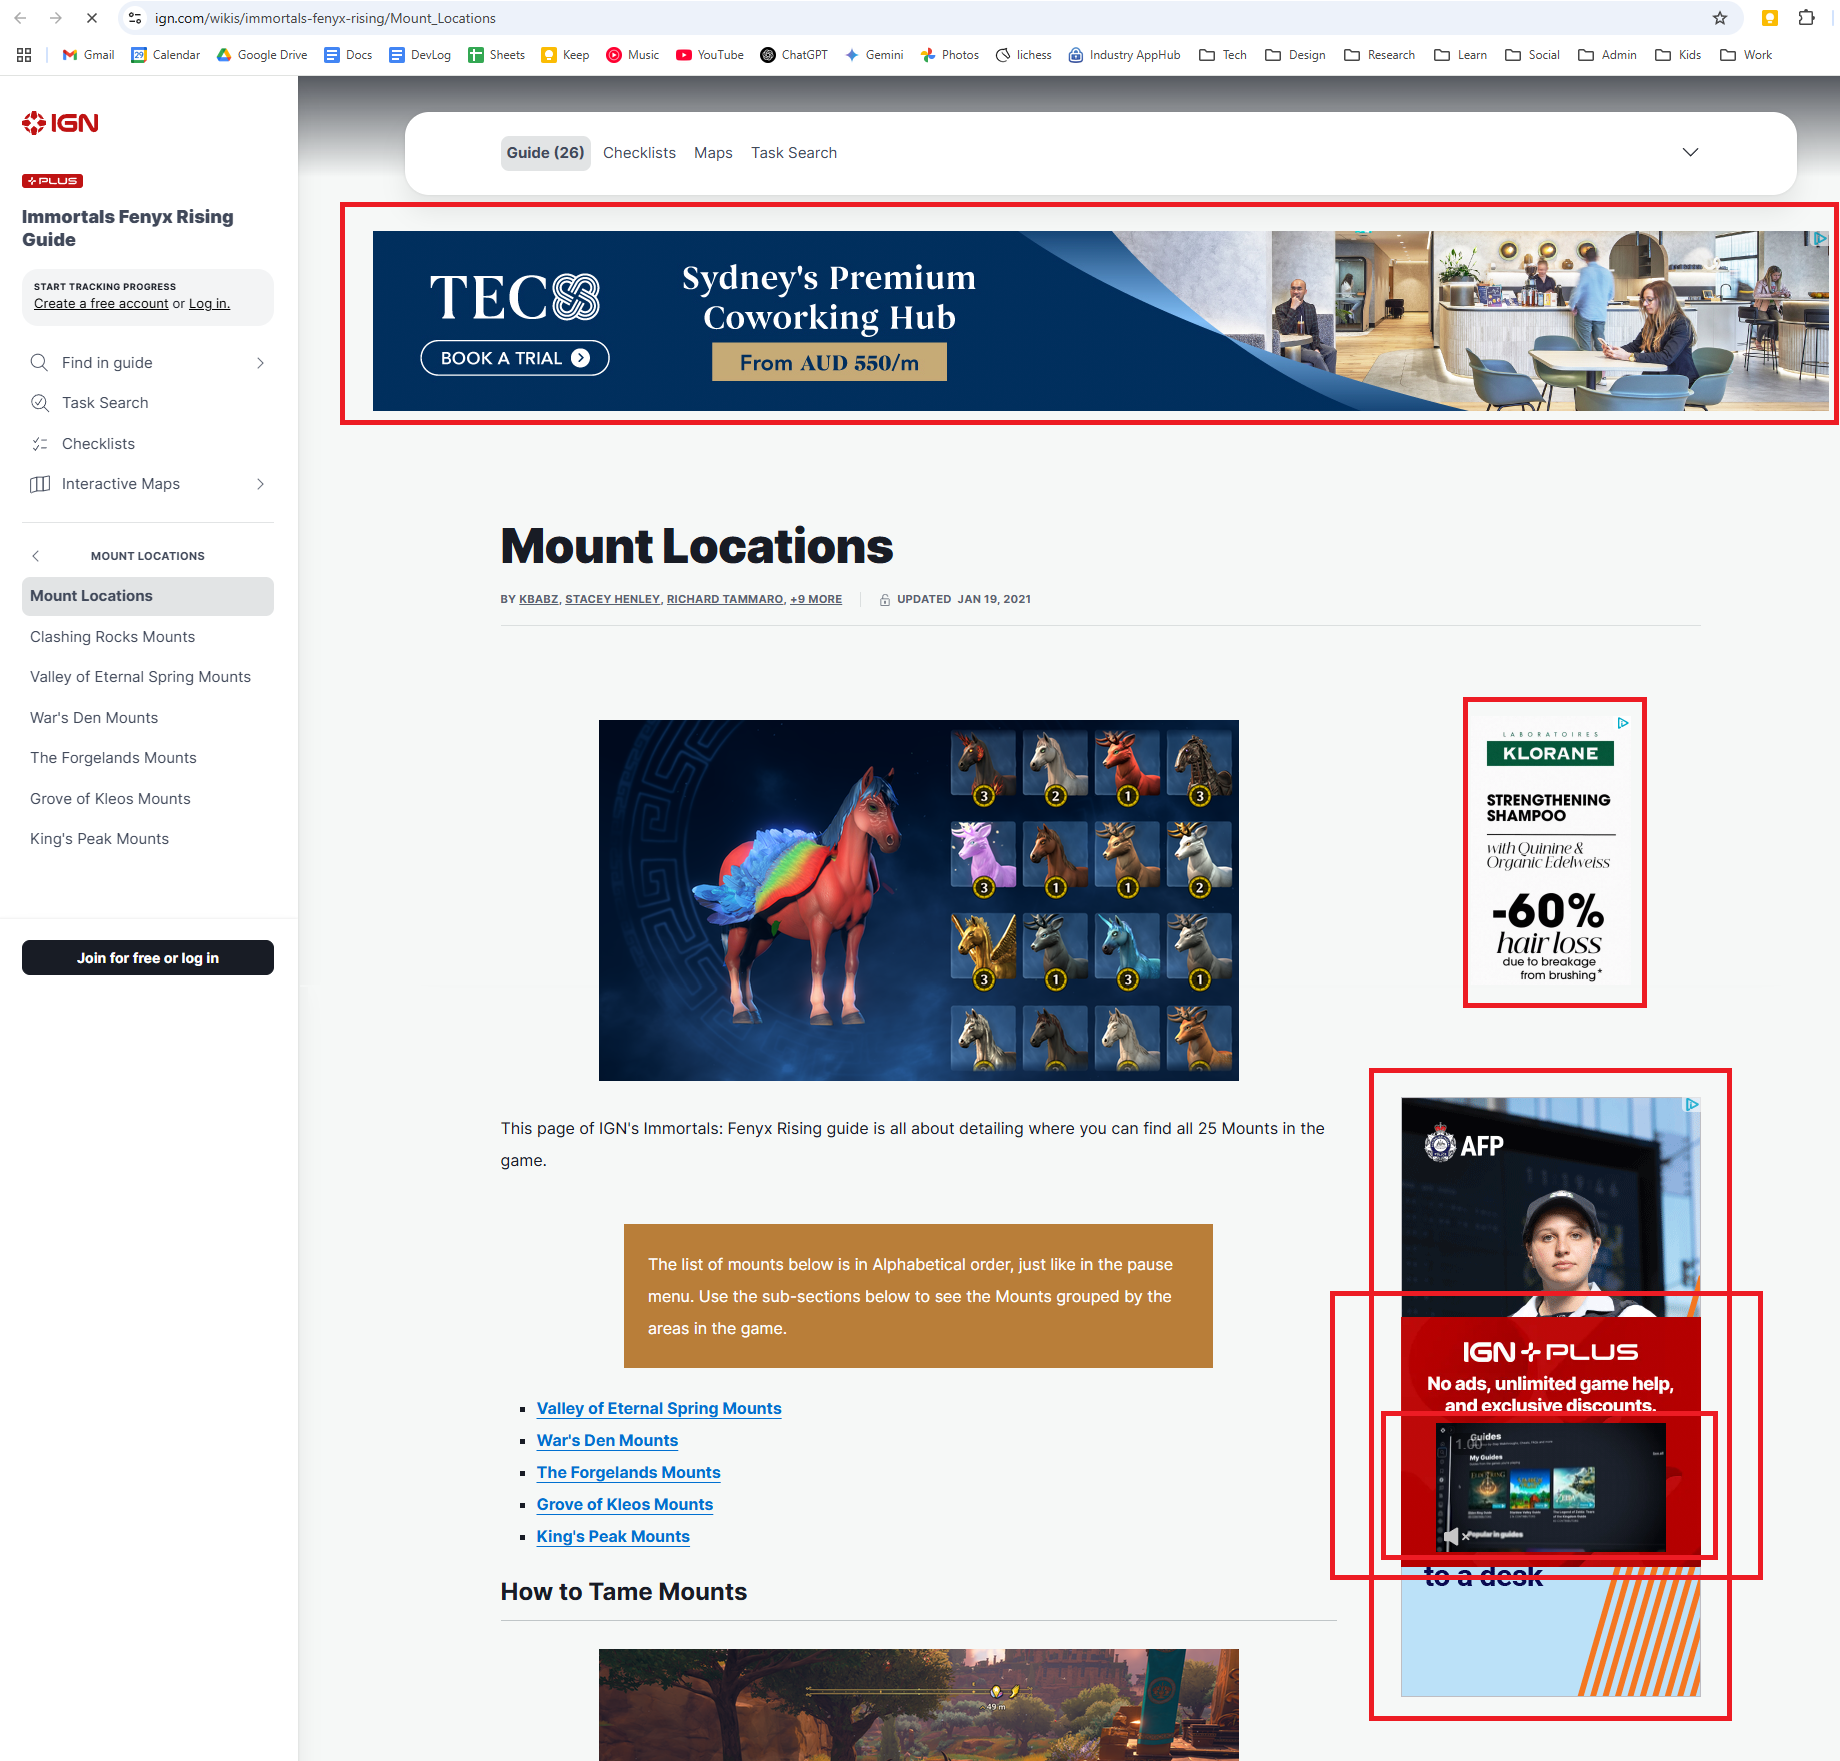 ign.com/wikis/immortals-fenyx-rising/Mount_Locations
Gmail Calendar Google Drive Docs DevLog Sheets Keep Music YouTube ChatGPT Gemini Photos lichess Industry AppHub Tech Design Research Learn Social Admin Kids Work
IGN
PLUS
Immortals Fenyx Rising
Guide
START TRACKING PROGRESS
Create a free account or Log in.
Find in guide
Task Search
Checklists
Interactive Maps
MOUNT LOCATIONS
Mount Locations
Clashing Rocks Mounts
Valley of Eternal Spring Mounts
War's Den Mounts
The Forgelands Mounts
Grove of Kleos Mounts
King's Peak Mounts
Join for free or log in
Guide (26) Checklists Maps Task Search
TEC
BOOK A TRIAL
Sydney's Premium
Coworking Hub
From AUD 550/m
Mount Locations
BY KBABZ, STACEY HENLEY, RICHARD TAMMARO, +9 MORE UPDATED JAN 19, 2021
3 2 1 3
3 1 1 2
3 1 3 1
This page of IGN's Immortals: Fenyx Rising guide is all about detailing where you can find all 25 Mounts in the
game.
The list of mounts below is in Alphabetical order, just like in the pause
menu. Use the sub-sections below to see the Mounts grouped by the
areas in the game.
Valley of Eternal Spring Mounts
War's Den Mounts
The Forgelands Mounts
Grove of Kleos Mounts
King's Peak Mounts
How to Tame Mounts
49 m
LABORATOIRES
KLORANE
STRENGTHENING
SHAMPOO
with Quinine &
Organic Edelweiss
-60%
hair loss
due to breakage
from brushing*
AFP
11:19:46
IGN PLUS
No ads, unlimited game help,
and exclusive discounts.
Guides
1.00
My Guides
Popular in guides
to a desk